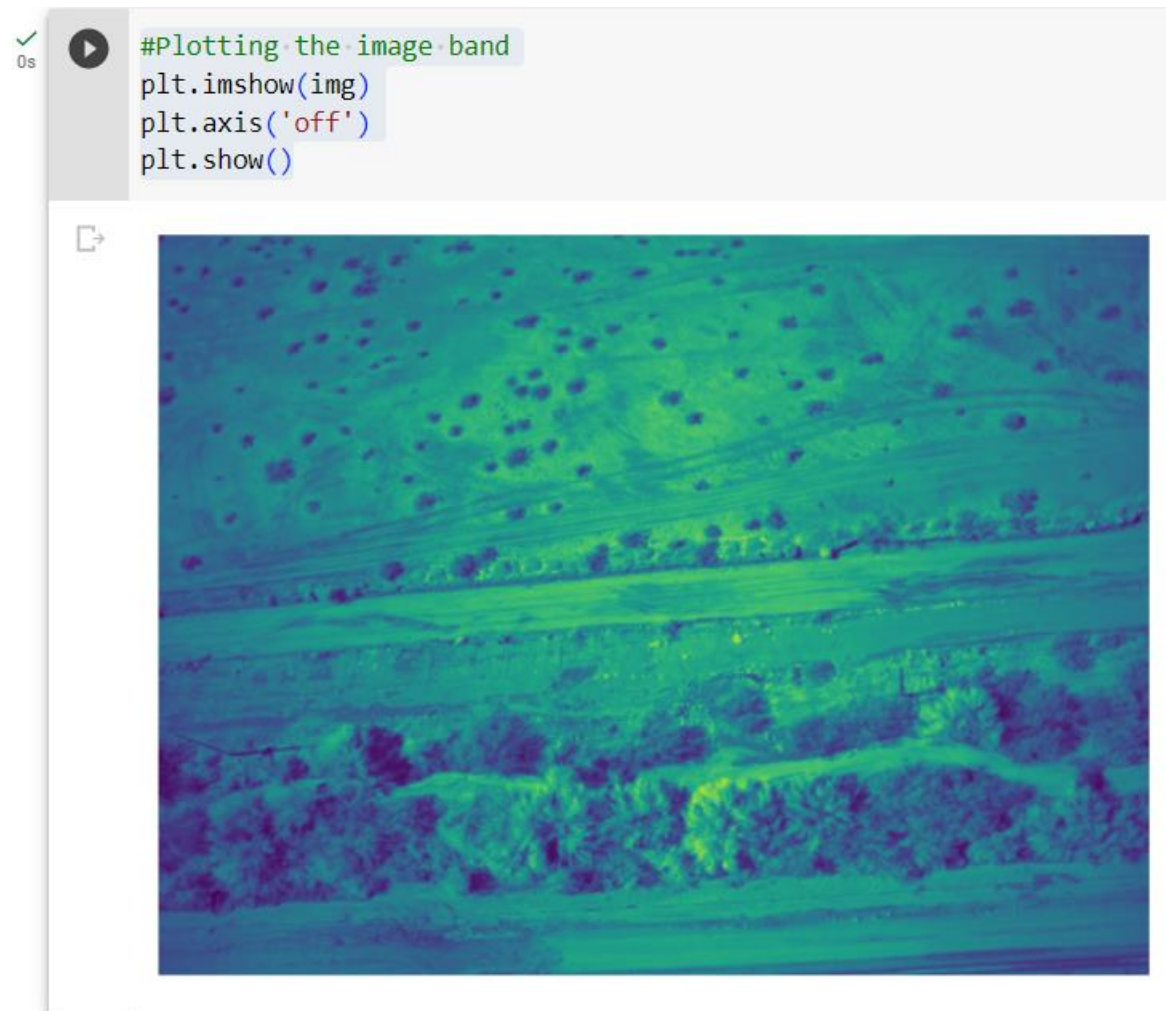 #Plotting the image band
plt.imshow(img)
0s
plt.axis('off')
plt.show()